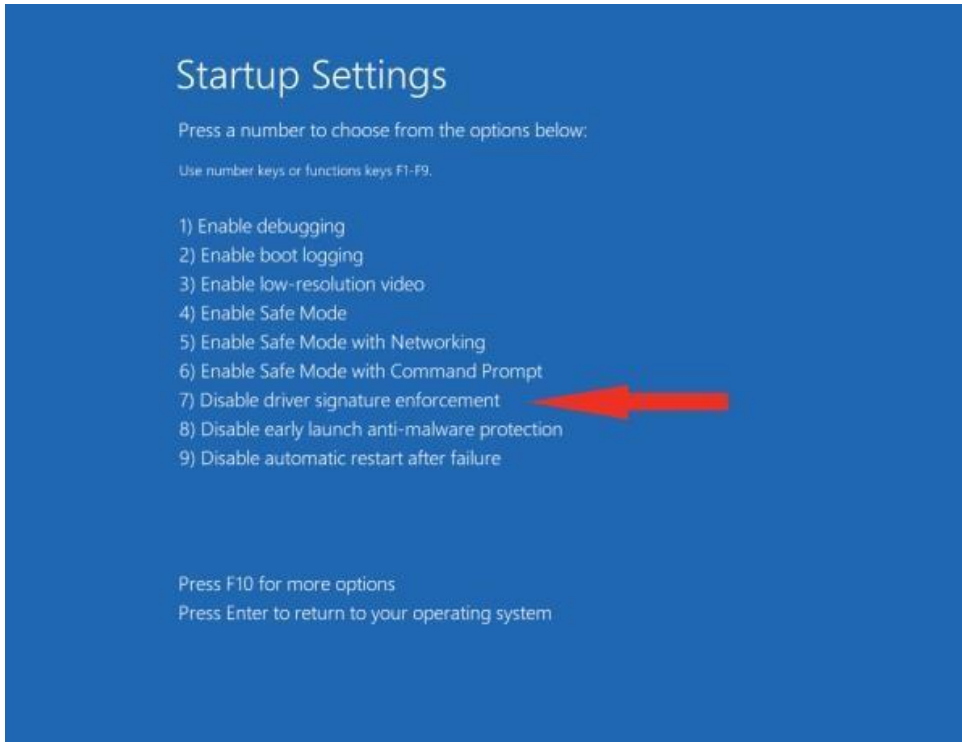 Startup Settings
Press a number to choose from the options below:
Use number keys or functions keys F1-F9.
1) Enable debugging
2) Enable boot logging
3) Enable low-resolution video
4) Enable Safe Mode
5) Enable Safe Mode with Networking
6) Enable Safe Mode with Command Prompt
7) Disable driver signature enforcement
8) Disable early launch anti-malware protection
9) Disable automatic restart after failure
Press F10 for more options
Press Enter to return to your operating system